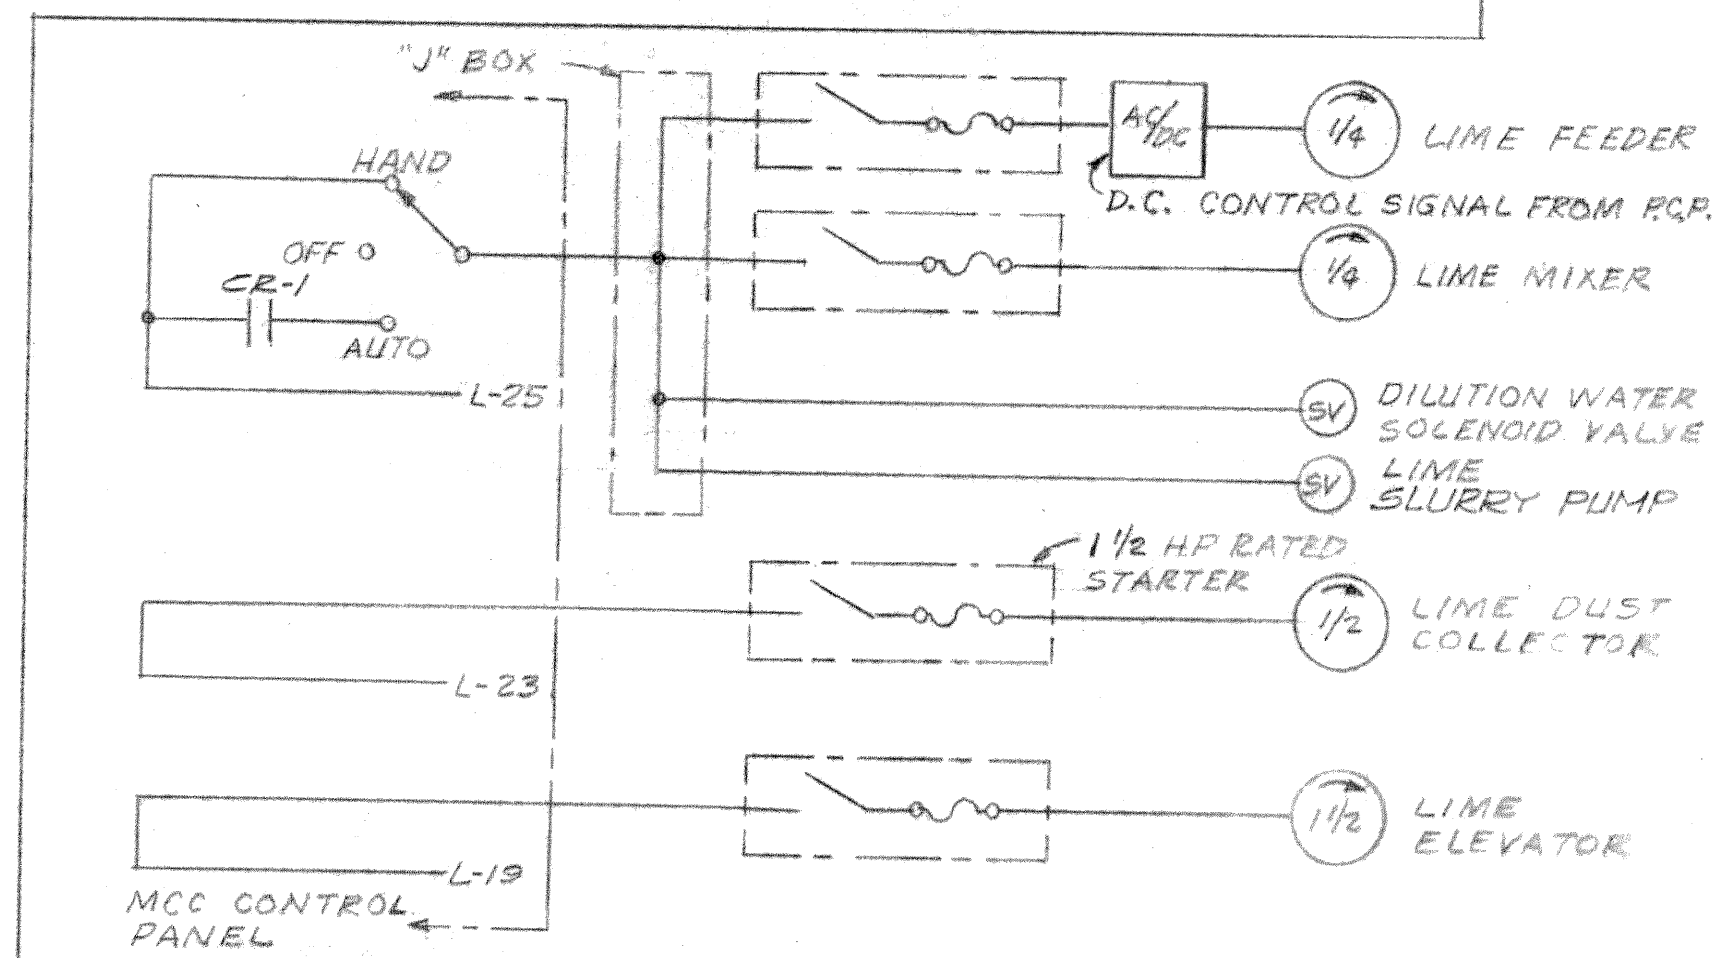 "J" BOX
HAND
OFF
CR-1
AUTO
L-25
AC/DC
1/4
LIME FEEDER
D.C. CONTROL SIGNAL FROM P.C.P.
1/4
LIME MIXER
SV
DILUTION WATER
SOLENOID VALVE
SV
LIME
SLURRY PUMP
1 1/2 H.P RATED
STARTER
1/2
LIME DUST
COLLECTOR
L-23
1 1/2
LIME
ELEVATOR
L-19
MCC CONTROL
PANEL